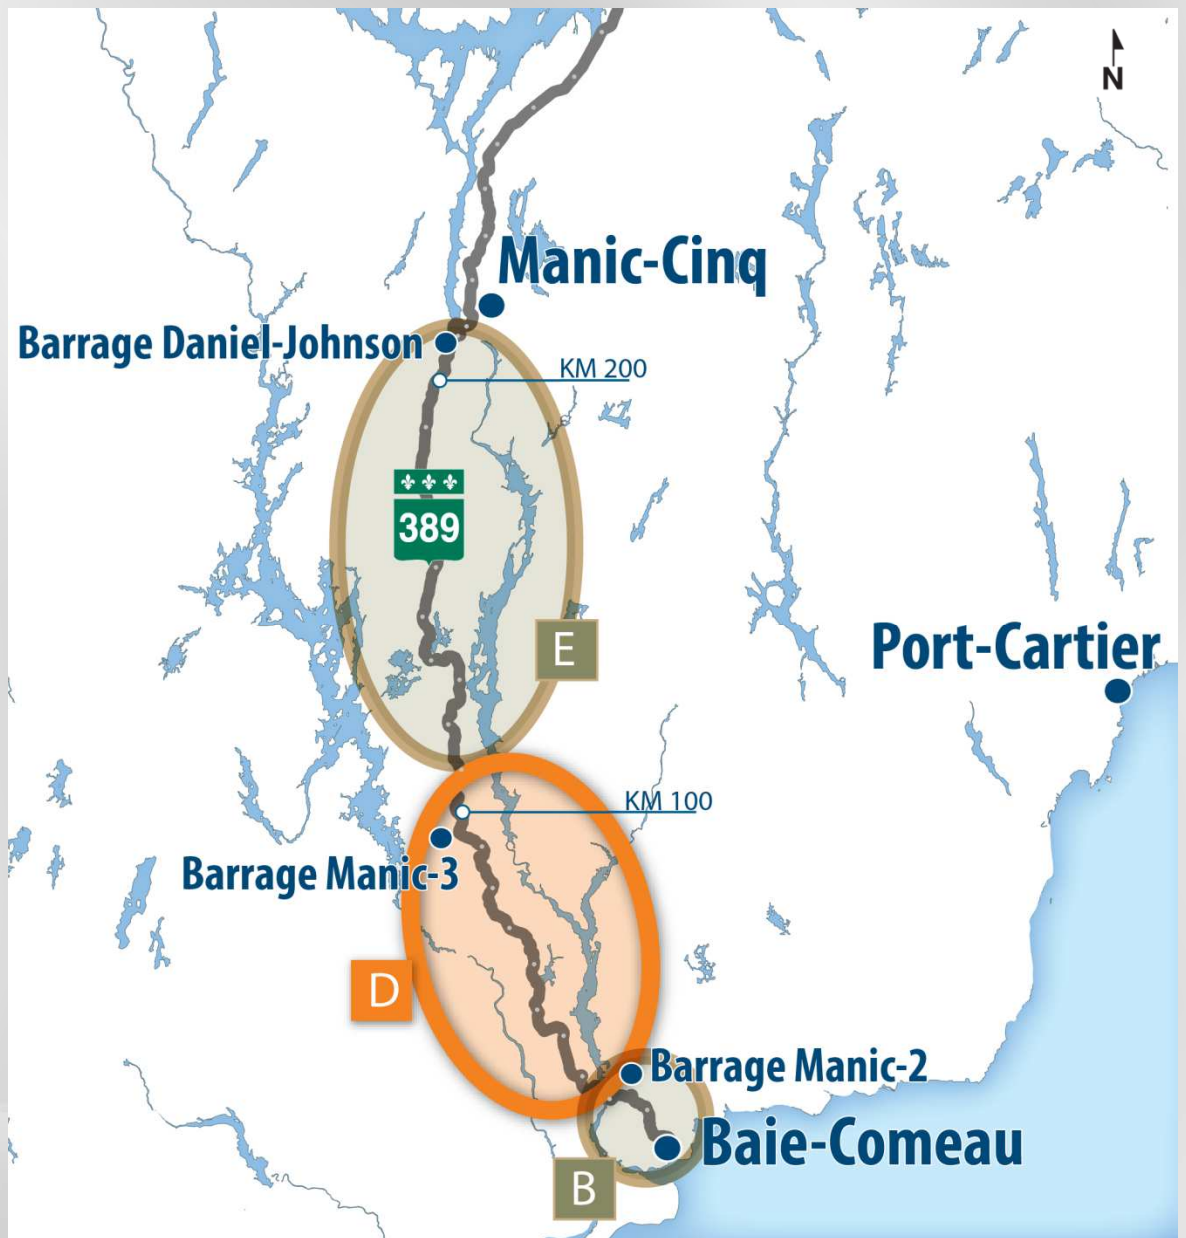 N
Manic-Cinq
Barrage Daniel-Johnson
KM 200
389
E
Port-Cartier
KM 100
Barrage Manic-3
D
Barrage Manic-2
Baie-Comeau
B